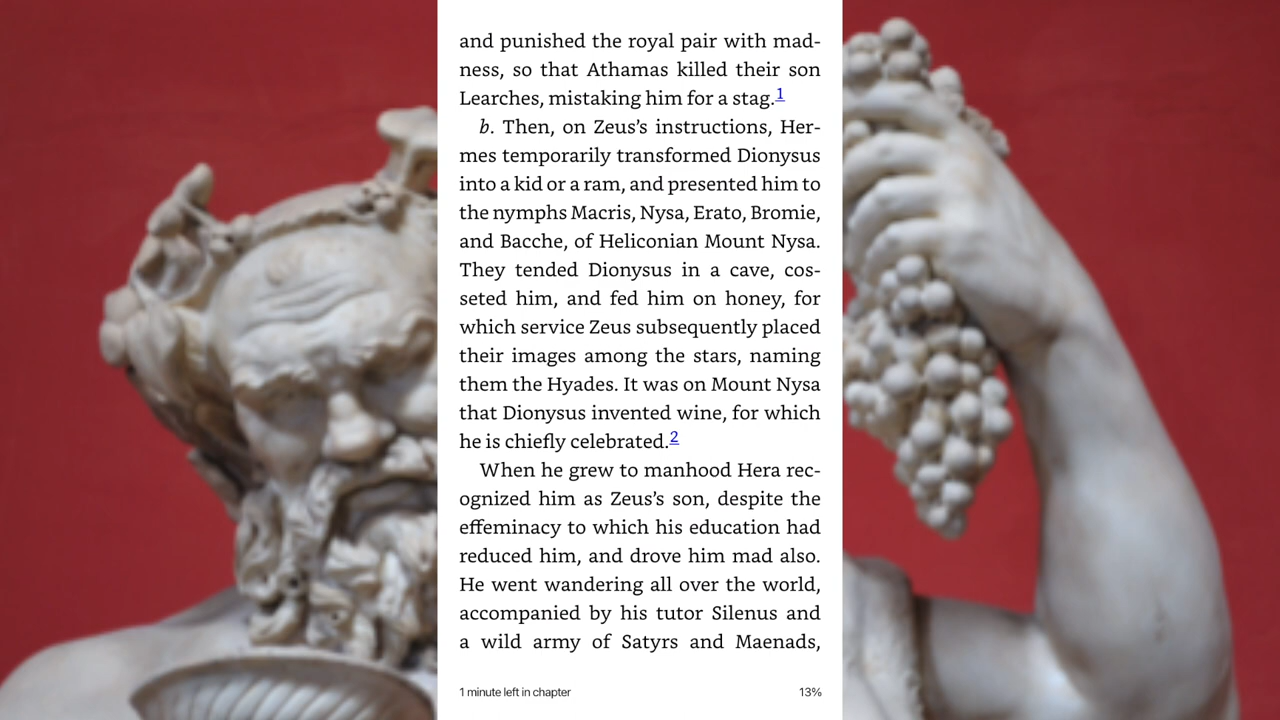 and punished the royal pair with mad-
ness, so that Athamas killed their son
Learches, mistaking him for a stag.1
b. Then, on Zeus’s instructions, Her-
mes temporarily transformed Dionysus
into a kid or a ram, and presented him to
the nymphs Macris, Nysa, Erato, Bromie,
and Bacche, of Heliconian Mount Nysa.
They tended Dionysus in a cave, cos-
seted him, and fed him on honey, for
which service Zeus subsequently placed
their images among the stars, naming
them the Hyades. It was on Mount Nysa
that Dionysus invented wine, for which
he is chiefly celebrated.2
When he grew to manhood Hera rec-
ognized him as Zeus’s son, despite the
effeminacy to which his education had
reduced him, and drove him mad also.
He went wandering all over the world,
accompanied by his tutor Silenus and
a wild army of Satyrs and Maenads,
1 minute left in chapter 13%